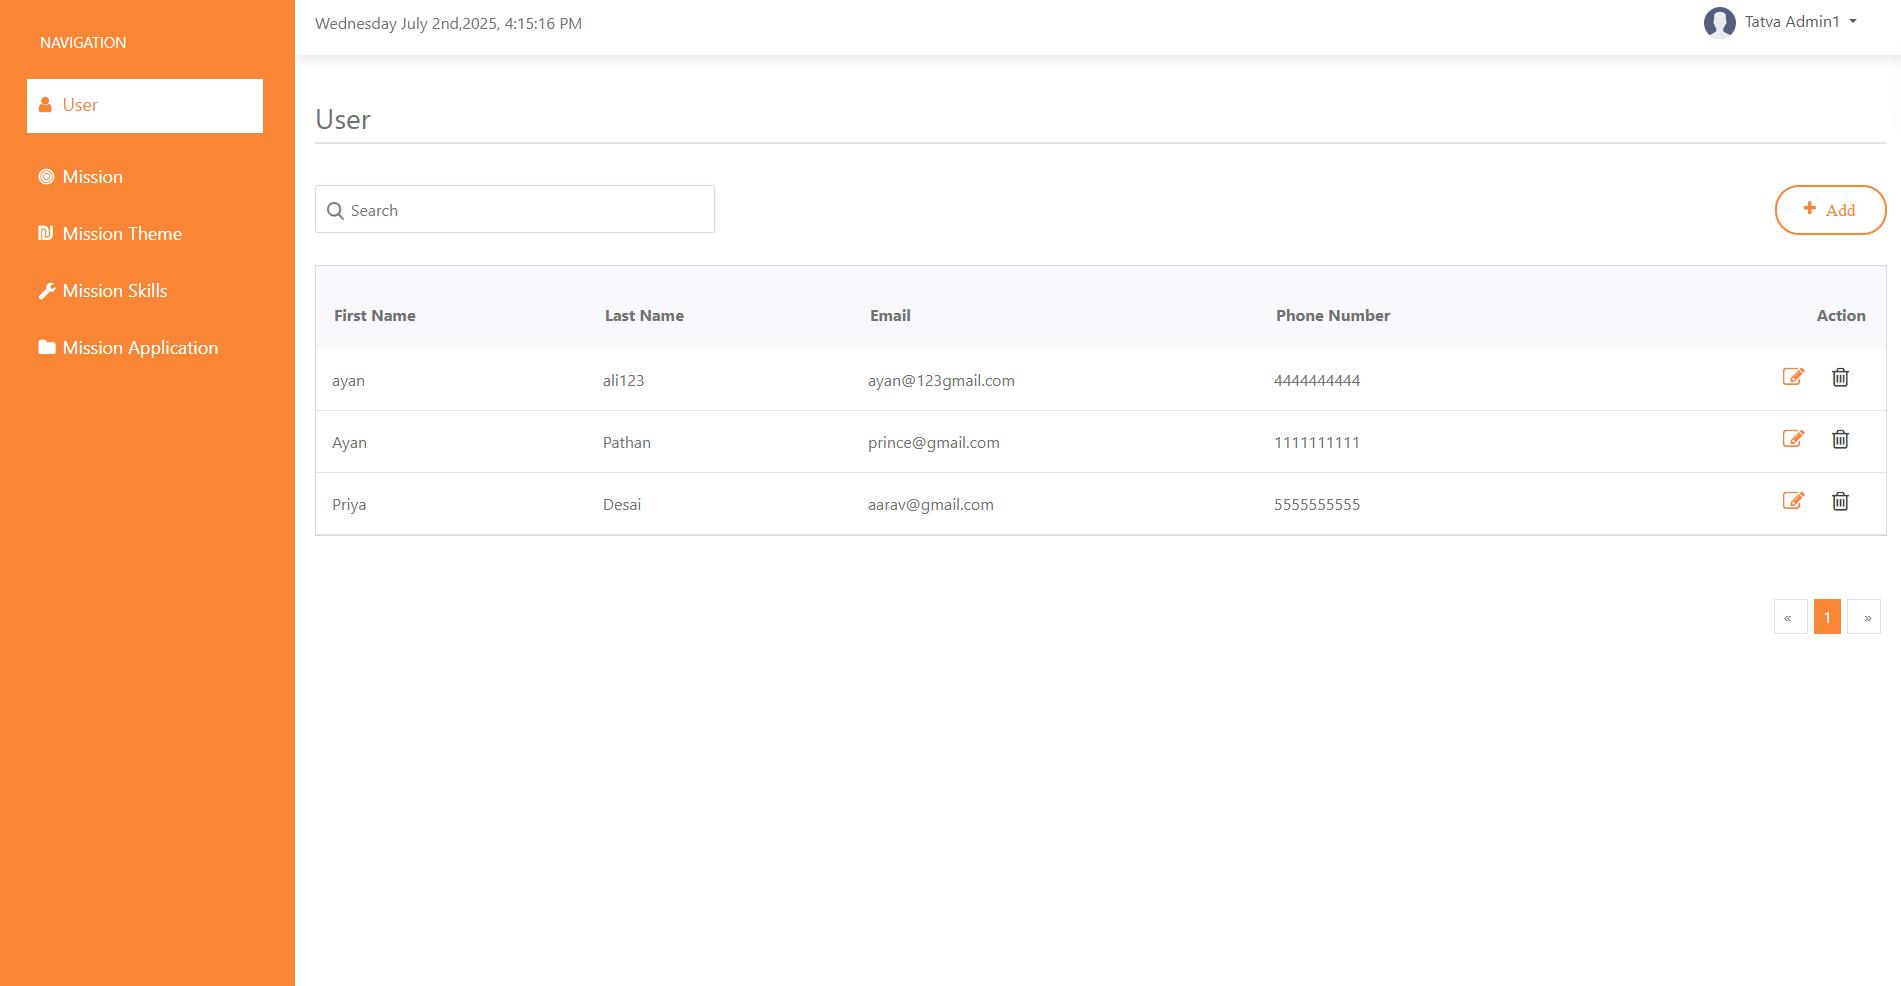 NAVIGATION
User
Mission
Mission Theme
Mission Skills
Mission Application
Wednesday July 2nd,2025, 4:15:16 PM
Tatva Admin1
User
Search
Add
First Name Last Name Email Phone Number Action
ayan ali123 ayan@123gmail.com 4444444444
Ayan Pathan prince@gmail.com 1111111111
Priya Desai aarav@gmail.com 5555555555
« 1 »